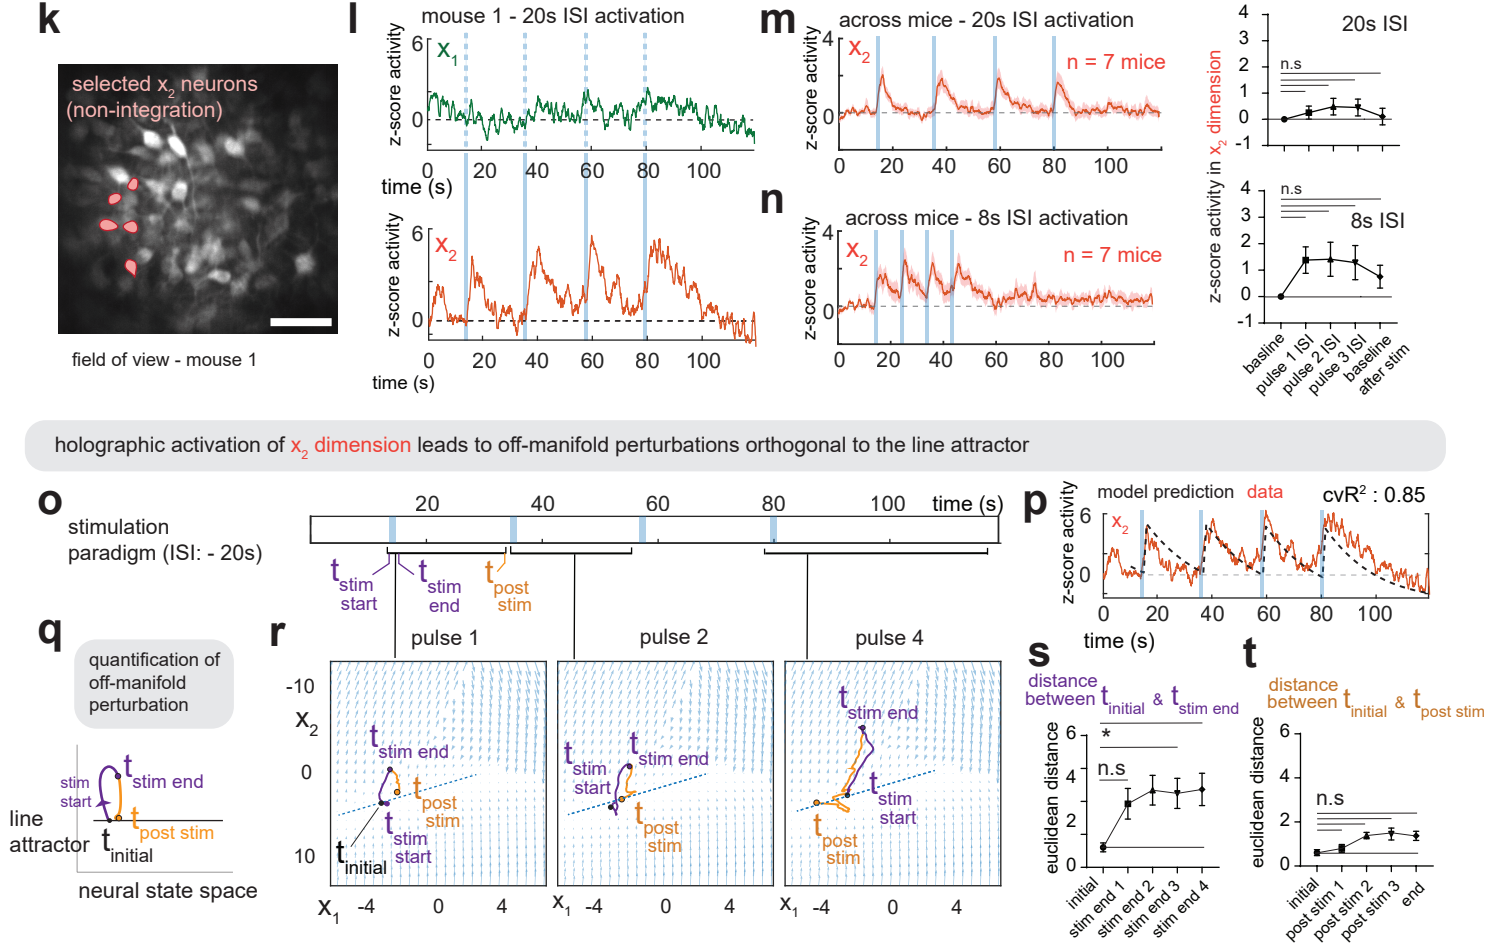 k
selected x2 neurons
(non-integration)
field of view - mouse 1
l
mouse 1 - 20s ISI activation
z-score activity
6
0
x1
0 20 40 60 80 100
time (s)
z-score activity
6
0
x2
0 20 40 60 80 100
time (s)
m
across mice - 20s ISI activation
z-score activity
4
0
x2
n = 7 mice
0 20 40 60 80 100
n
across mice - 8s ISI activation
z-score activity
4
0
x2
n = 7 mice
0 20 40 60 80 100
z-score activity in x2 dimension
4
3
2
1
0
-1
20s ISI
n.s
4
3
2
1
0
-1
n.s
8s ISI
basline
pulse 1 ISI
pulse 2 ISI
pulse 3 ISI
baseline
after stim
holographic activation of x2 dimension leads to off-manifold perturbations orthogonal to the line attractor
o
stimulation
paradigm (ISI: - 20s)
20 40 60 80 100 time (s)
tstim
start
tstim
end
tpost
stim
p
model prediction data cvR2 : 0.85
z-score activity
6
0
x2
0 20 40 60 80 100
time (s)
q
quantification of
off-manifold
perturbation
stim
start
tstim end
tpost stim
line
attractor
tinitial
neural state space
r
pulse 1
pulse 2
pulse 4
-10
x2
0
10
tstim end
tpost
stim
tstim
start
tinitial
x1 -4 0 4
tstim
start
tstim end
tpost
stim
x1 -4 0 4
tstim end
tstim
start
tpost
stim
x1 -4 0 4
s
distance
between tinitial & tstim end
euclidean distance
6
4
2
0
*
n.s
initial
stim end 1
stim end 2
stim end 3
stim end 4
t
distance
between tinitial & tpost stim
euclidean distance
6
4
2
0
n.s
initial
post stim 1
post stim 2
post stim 3
end